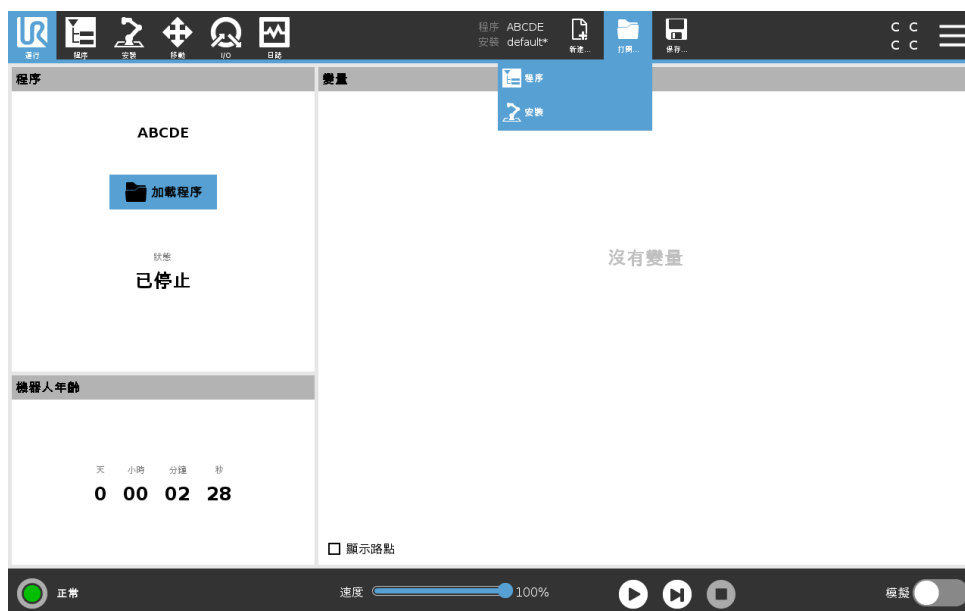 UR
運行
程序
安裝
移動
I/O
日誌
程序 ABCDE
安裝 default*
新建...
打開...
保存...
C C
C C
程序
安裝
程序
ABCDE
加載程序
狀態
已停止
變量
沒有變量
顯示路點
機器人年齡
天 小時 分鐘 秒
0 00 02 28
正常
速度 100%
模擬